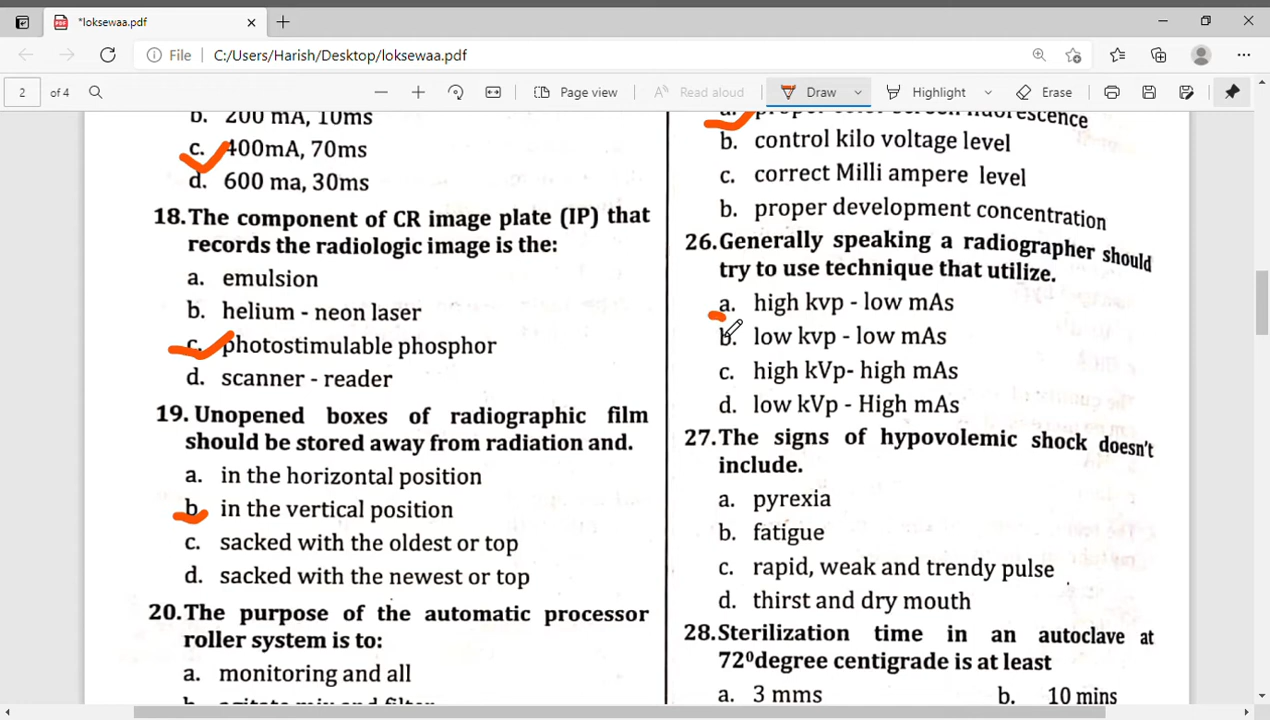 *loksewaa.pdf
File C:/Users/Harish/Desktop/loksewaa.pdf
2 of 4 Page view Read aloud Draw Highlight Erase
b. 200 mA, 10ms
c. 400mA, 70ms
d. 600 ma, 30ms
18. The component of CR image plate (IP) that
records the radiologic image is the:
a. emulsion
b. helium - neon laser
c. photostimulable phosphor
d. scanner - reader
19. Unopened boxes of radiographic film
should be stored away from radiation and.
a. in the horizontal position
b. in the vertical position
c. sacked with the oldest or top
d. sacked with the newest or top
20. The purpose of the automatic processor
roller system is to:
a. monitoring and all
a. proper color screen fluorescence
b. control kilo voltage level
c. correct Milli ampere level
b. proper development concentration
26. Generally speaking a radiographer should
try to use technique that utilize.
a. high kvp - low mAs
b. low kvp - low mAs
c. high kVp- high mAs
d. low kVp - High mAs
27. The signs of hypovolemic shock doesn't
include.
a. pyrexia
b. fatigue
c. rapid, weak and trendy pulse
d. thirst and dry mouth
28. Sterilization time in an autoclave at
72⁰degree centigrade is at least
a. 3 mms b. 10 mins